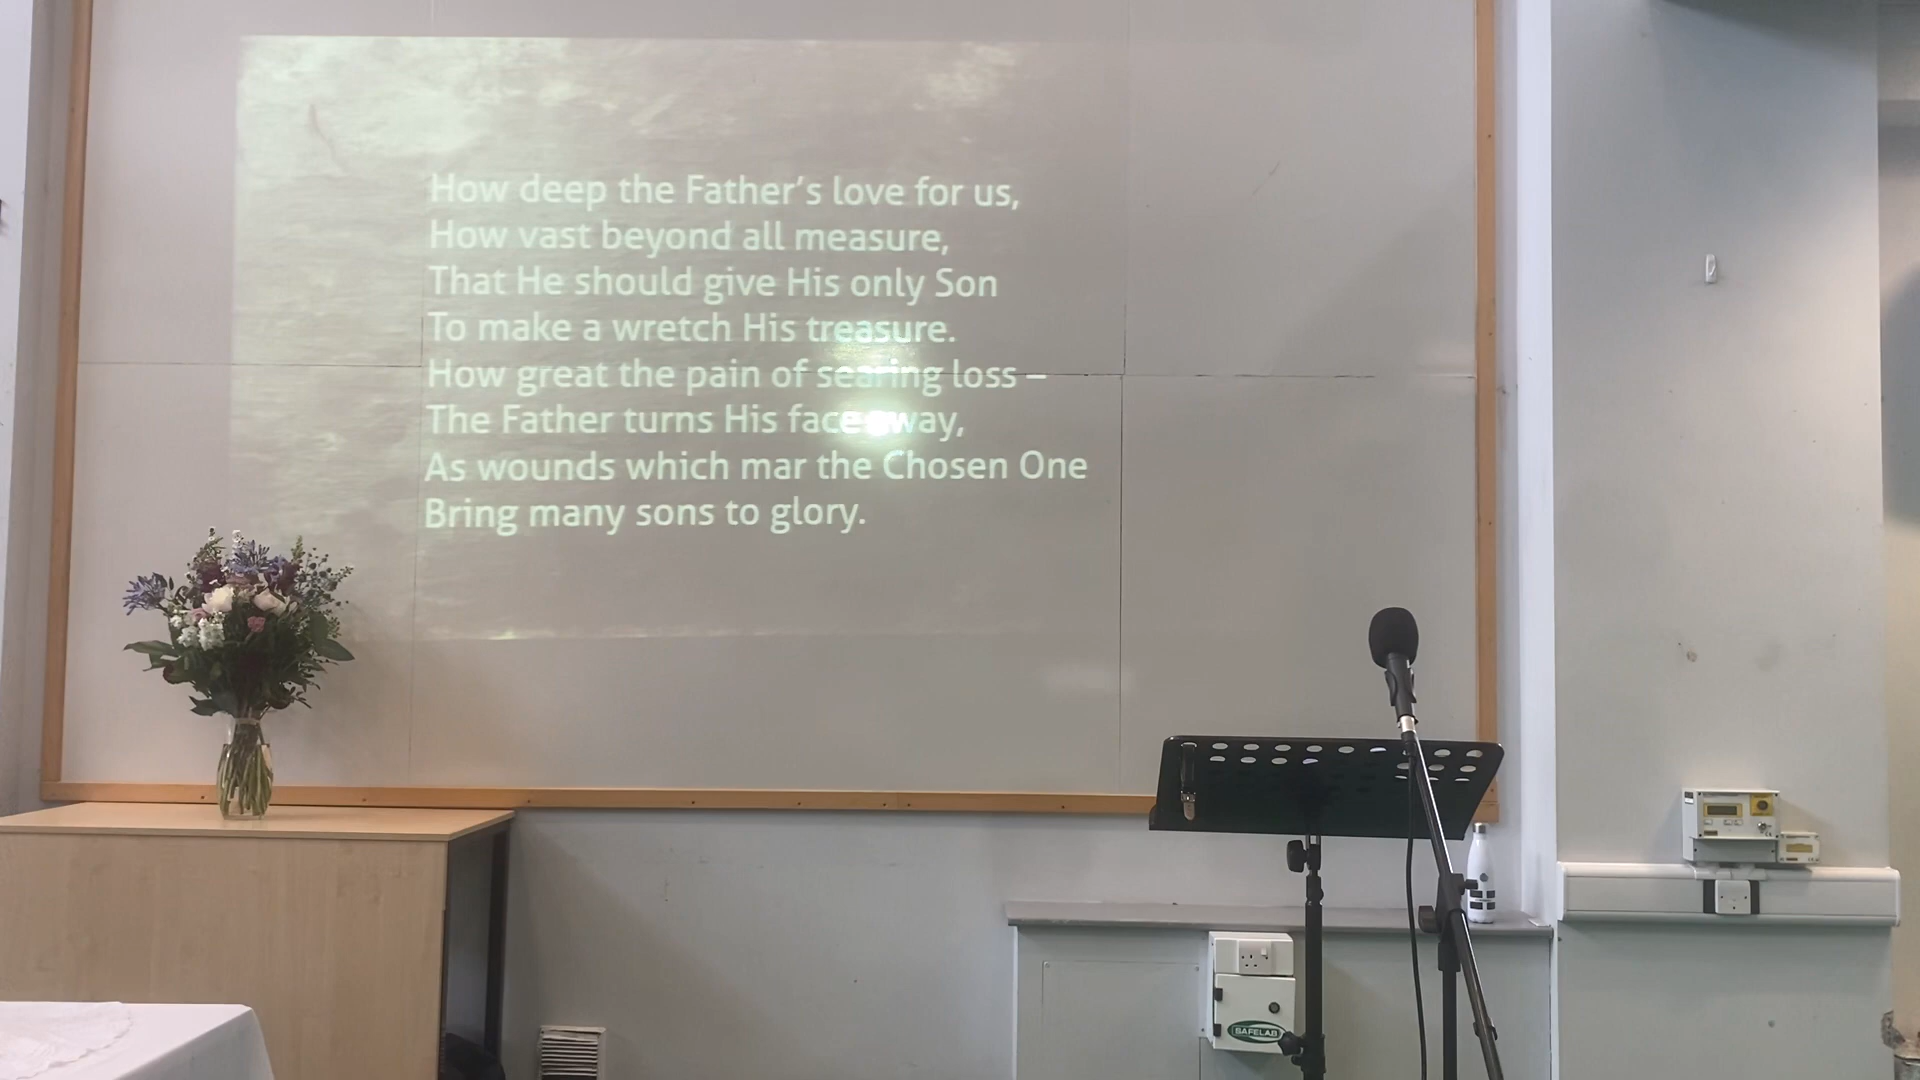 How deep the Father's love for us,
How vast beyond all measure,
That He should give His only Son
To make a wretch His treasure.
How great the pain of searing loss –
The Father turns His face away,
As wounds which mar the Chosen One
Bring many sons to glory.
SAFELAB